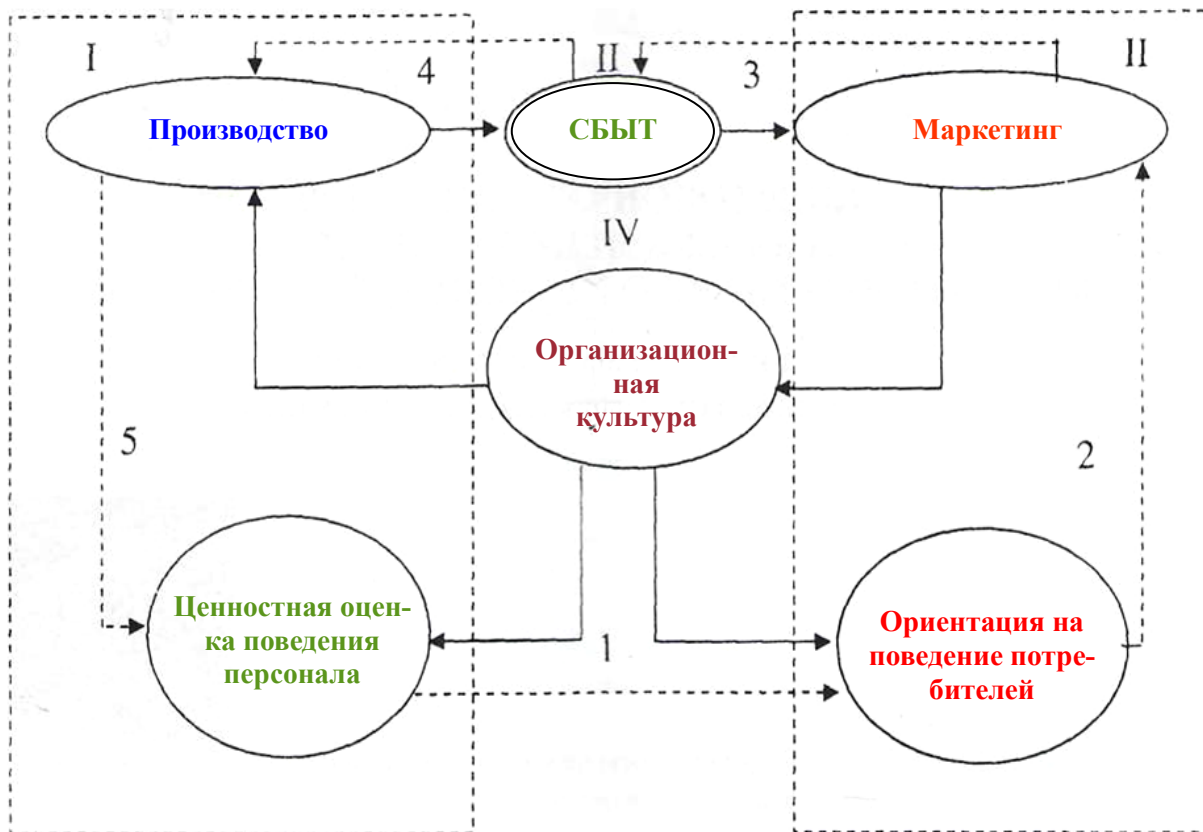 I
4
II
3
II
Производство
СБЫТ
Маркетинг
IV
Организацион-
ная
культура
5
2
Ценностная оцен-
ка поведения
персонала
1
Ориентация на
поведение потре-
бителей